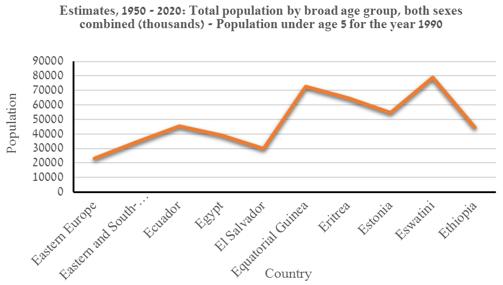 Estimates, 1950 - 2020: Total population by broad age group, both sexes
combined (thousands) - Population under age 5 for the year 1990
Population
90000
80000
70000
60000
50000
40000
30000
20000
10000
0
Eastern Europe
Eastern and South-...
Ecuador
Egypt
El Salvador
Equatorial Guinea
Eritrea
Estonia
Eswatini
Ethiopia
Country